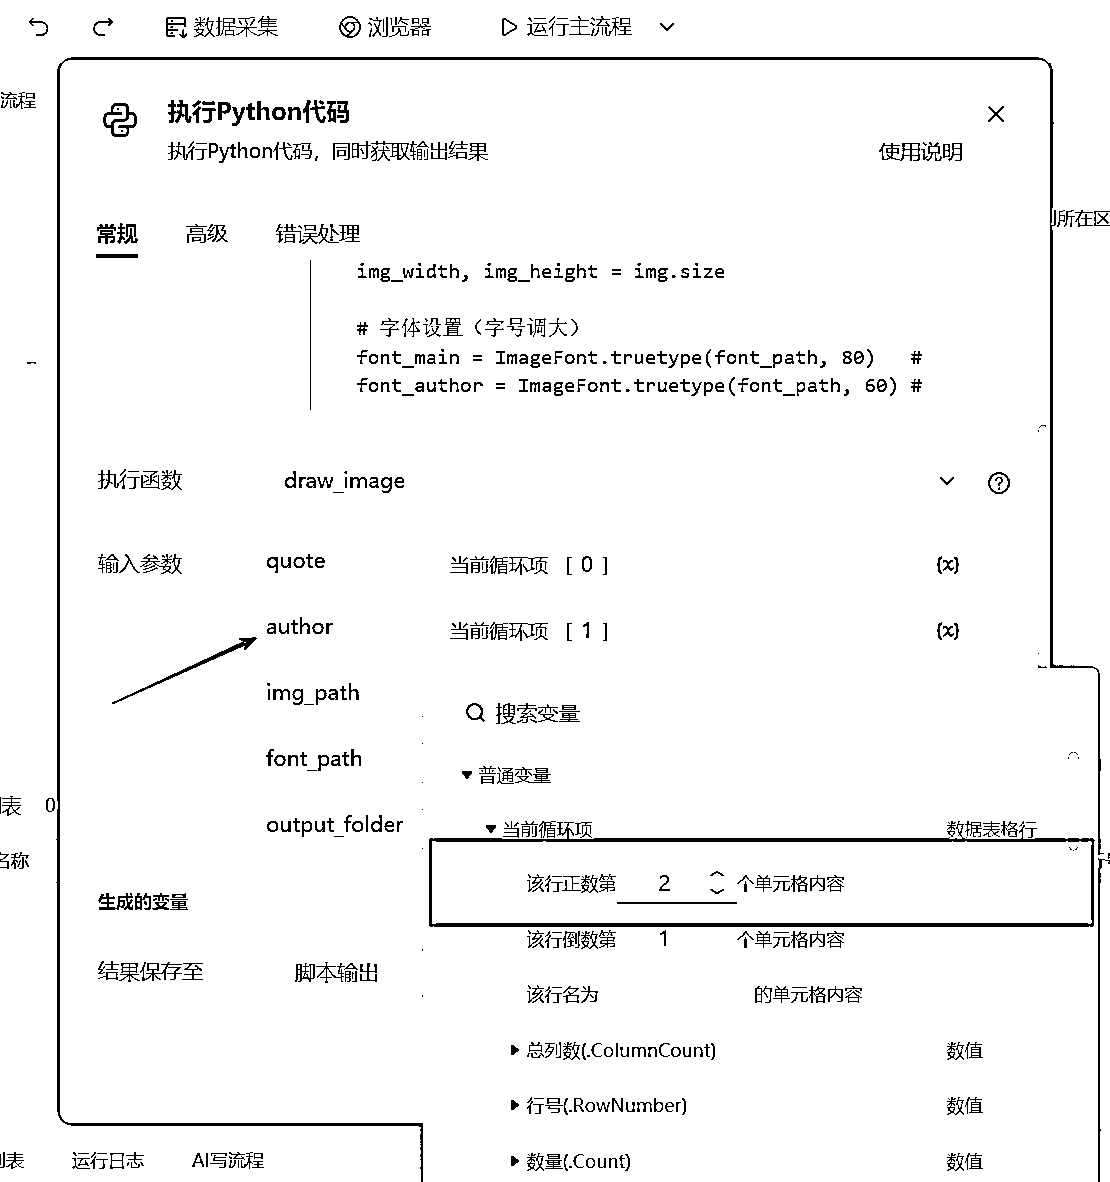 数据采集 浏览器 运行主流程
流程
执行Python代码
执行Python代码，同时获取输出结果 使用说明
所在区
常规 高级 错误处理
img_width, img_height = img.size
# 字体设置（字号调大）
font_main = ImageFont.truetype(font_path, 80) #
font_author = ImageFont.truetype(font_path, 60) #
执行函数 draw_image
输入参数 quote 当前循环项 [ 0 ] {x}
author 当前循环项 [ 1 ] {x}
img_path
搜索变量
font_path
普通变量
表 0
output_folder
当前循环项 数据表格行
名称
该行正数第 2 个单元格内容
生成的变量
该行倒数第 1 个单元格内容
结果保存至 脚本输出
该行名为 的单元格内容
总列数(.ColumnCount) 数值
行号(.RowNumber) 数值
表 运行日志 AI写流程
数量(.Count) 数值